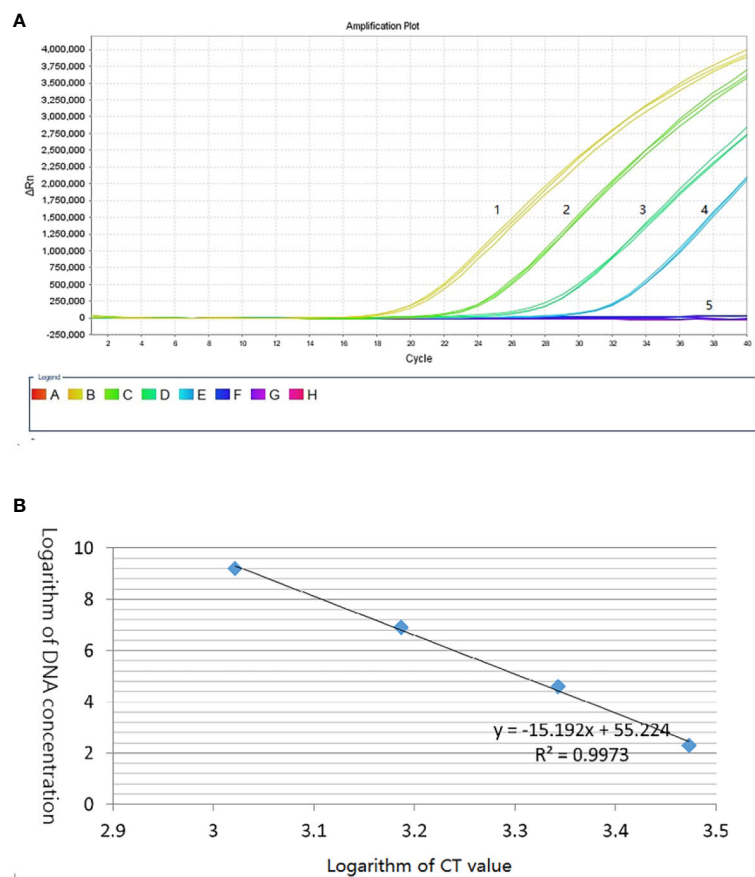 A
Amplification Plot
4,000,000
3,750,000
3,500,000
3,250,000
3,000,000
2,750,000
2,500,000
2,250,000
2,000,000
1,750,000
1,500,000
1,250,000
1,000,000
750,000
500,000
250,000
0
-250,000
ΔRn
1
2
3
4
5
2 4 6 8 10 12 14 16 18 20 22 24 26 28 30 32 34 36 38 40
Cycle
Legend
A B C D E F G H
B
Logarithm of DNA concentration
10
8
6
4
2
0
y = -15.192x + 55.224
R² = 0.9973
2.9 3 3.1 3.2 3.3 3.4 3.5
Logarithm of CT value